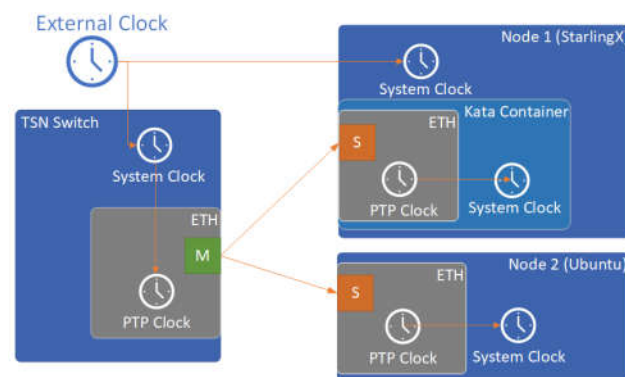 External Clock
Node 1 (StarlingX)
System Clock
TSN Switch
Kata Container
ETH
S
System Clock
PTP Clock
System Clock
ETH
M
PTP Clock
Node 2 (Ubuntu)
ETH
S
PTP Clock
System Clock